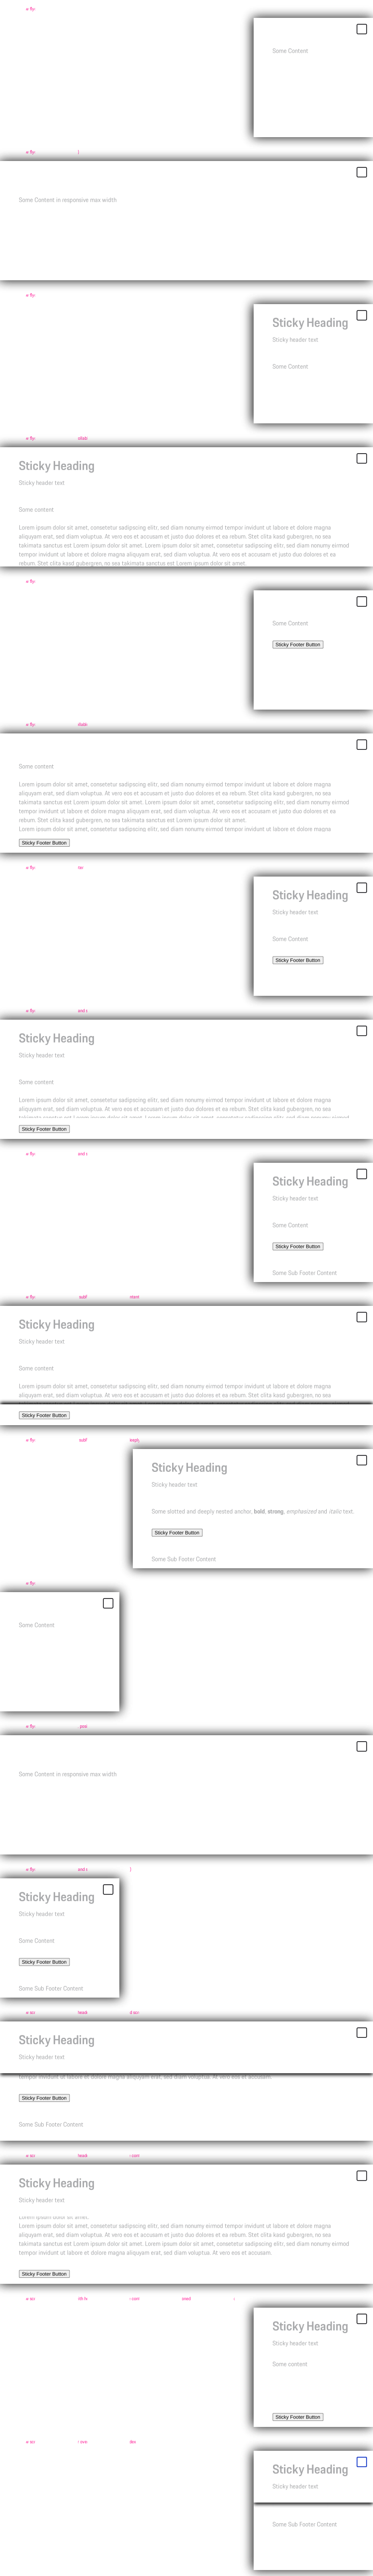 Some Content
Some Content in responsive max width
Sticky Heading
Sticky header text
Some Content
Sticky Heading
Sticky header text
Some content
Lorem ipsum dolor sit amet, consetetur sadipscing elitr, sed diam nonumy eirmod tempor invidunt ut labore et dolore magna
aliquyam erat, sed diam voluptua. At vero eos et accusam et justo duo dolores et ea rebum. Stet clita kasd gubergren, no sea
takimata sanctus est Lorem ipsum dolor sit amet. Lorem ipsum dolor sit amet, consetetur sadipscing elitr, sed diam nonumy eirmod
tempor invidunt ut labore et dolore magna aliquyam erat, sed diam voluptua. At vero eos et accusam et justo duo dolores et ea
rebum. Stet clita kasd gubergren, no sea takimata sanctus est Lorem ipsum dolor sit amet.
Some Content
Sticky Footer Button
Some content
Lorem ipsum dolor sit amet, consetetur sadipscing elitr, sed diam nonumy eirmod tempor invidunt ut labore et dolore magna
aliquyam erat, sed diam voluptua. At vero eos et accusam et justo duo dolores et ea rebum. Stet clita kasd gubergren, no sea
takimata sanctus est Lorem ipsum dolor sit amet. Lorem ipsum dolor sit amet, consetetur sadipscing elitr, sed diam nonumy eirmod
tempor invidunt ut labore et dolore magna aliquyam erat, sed diam voluptua. At vero eos et accusam et justo duo dolores et ea
rebum. Stet clita kasd gubergren, no sea takimata sanctus est Lorem ipsum dolor sit amet.
Lorem ipsum dolor sit amet, consetetur sadipscing elitr, sed diam nonumy eirmod tempor invidunt ut labore et dolore magna
Sticky Footer Button
Sticky Heading
Sticky header text
Some Content
Sticky Footer Button
Sticky Heading
Sticky header text
Some content
Lorem ipsum dolor sit amet, consetetur sadipscing elitr, sed diam nonumy eirmod tempor invidunt ut labore et dolore magna
aliquyam erat, sed diam voluptua. At vero eos et accusam et justo duo dolores et ea rebum. Stet clita kasd gubergren, no sea
takimata sanctus est Lorem ipsum dolor sit amet. Lorem ipsum dolor sit amet, consetetur sadipscing elitr, sed diam nonumy eirmod
Sticky Footer Button
Sticky Heading
Sticky header text
Some Content
Sticky Footer Button
Some Sub Footer Content
Sticky Heading
Sticky header text
Some content
Lorem ipsum dolor sit amet, consetetur sadipscing elitr, sed diam nonumy eirmod tempor invidunt ut labore et dolore magna
aliquyam erat, sed diam voluptua. At vero eos et accusam et justo duo dolores et ea rebum. Stet clita kasd gubergren, no sea
Sticky Footer Button
Sticky Heading
Sticky header text
Some slotted and deeply nested anchor, bold, strong, emphasized and italic text.
Sticky Footer Button
Some Sub Footer Content
Some Content
Some Content in responsive max width
Sticky Heading
Sticky header text
Some Content
Sticky Footer Button
Some Sub Footer Content
Sticky Heading
Sticky header text
tempor invidunt ut labore et dolore magna aliquyam erat, sed diam voluptua. At vero eos et accusam.
Sticky Footer Button
Some Sub Footer Content
Sticky Heading
Sticky header text
Lorem ipsum dolor sit amet.
Lorem ipsum dolor sit amet, consetetur sadipscing elitr, sed diam nonumy eirmod tempor invidunt ut labore et dolore magna
aliquyam erat, sed diam voluptua. At vero eos et accusam et justo duo dolores et ea rebum. Stet clita kasd gubergren, no sea
takimata sanctus est Lorem ipsum dolor sit amet. Lorem ipsum dolor sit amet, consetetur sadipscing elitr, sed diam nonumy eirmod
tempor invidunt ut labore et dolore magna aliquyam erat, sed diam voluptua. At vero eos et accusam.
Sticky Footer Button
Sticky Heading
Sticky header text
Some content
Sticky Footer Button
Sticky Heading
Sticky header text
Some Sub Footer Content